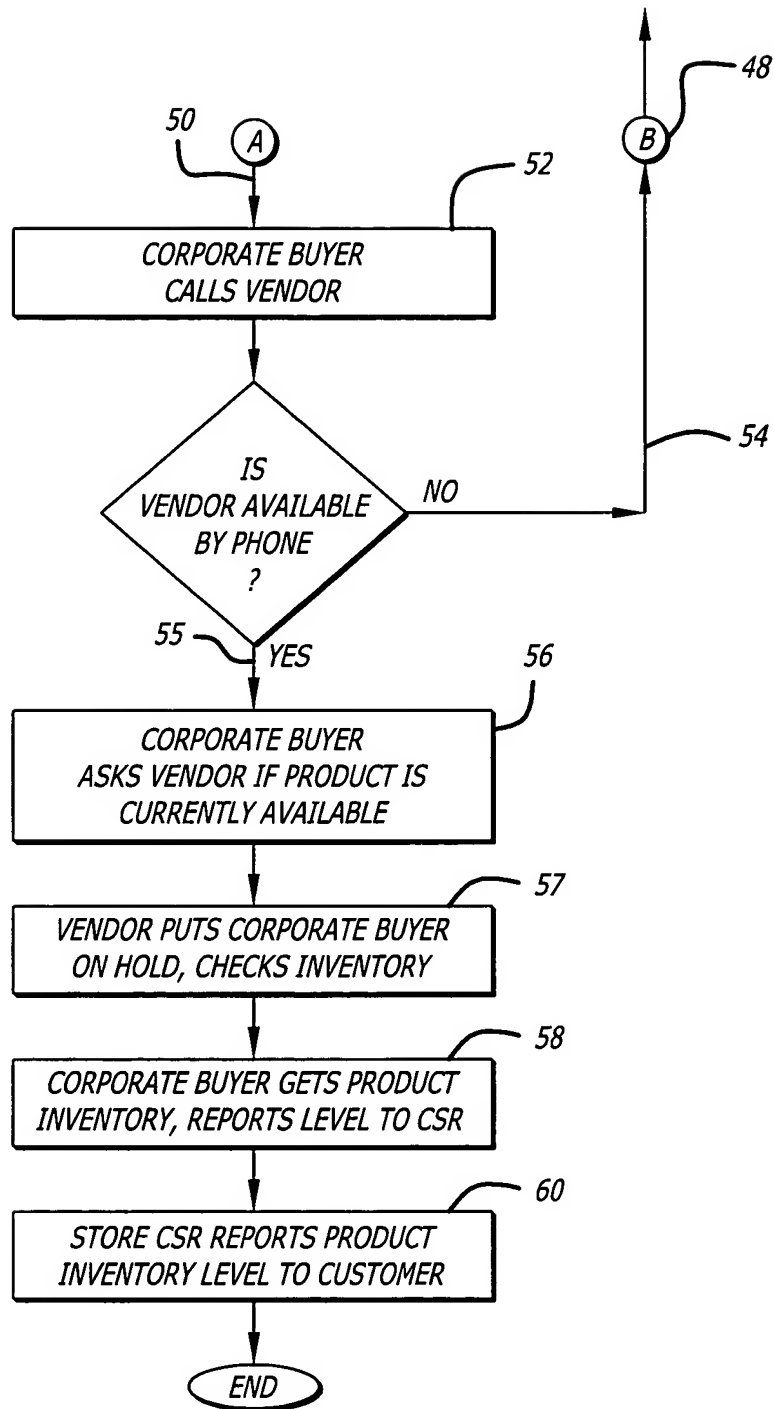 48
50
A
B
52
CORPORATE BUYER
CALLS VENDOR
54
IS
VENDOR AVAILABLE
BY PHONE
?
NO
55
YES
56
CORPORATE BUYER
ASKS VENDOR IF PRODUCT IS
CURRENTLY AVAILABLE
57
VENDOR PUTS CORPORATE BUYER
ON HOLD, CHECKS INVENTORY
58
CORPORATE BUYER GETS PRODUCT
INVENTORY, REPORTS LEVEL TO CSR
60
STORE CSR REPORTS PRODUCT
INVENTORY LEVEL TO CUSTOMER
END